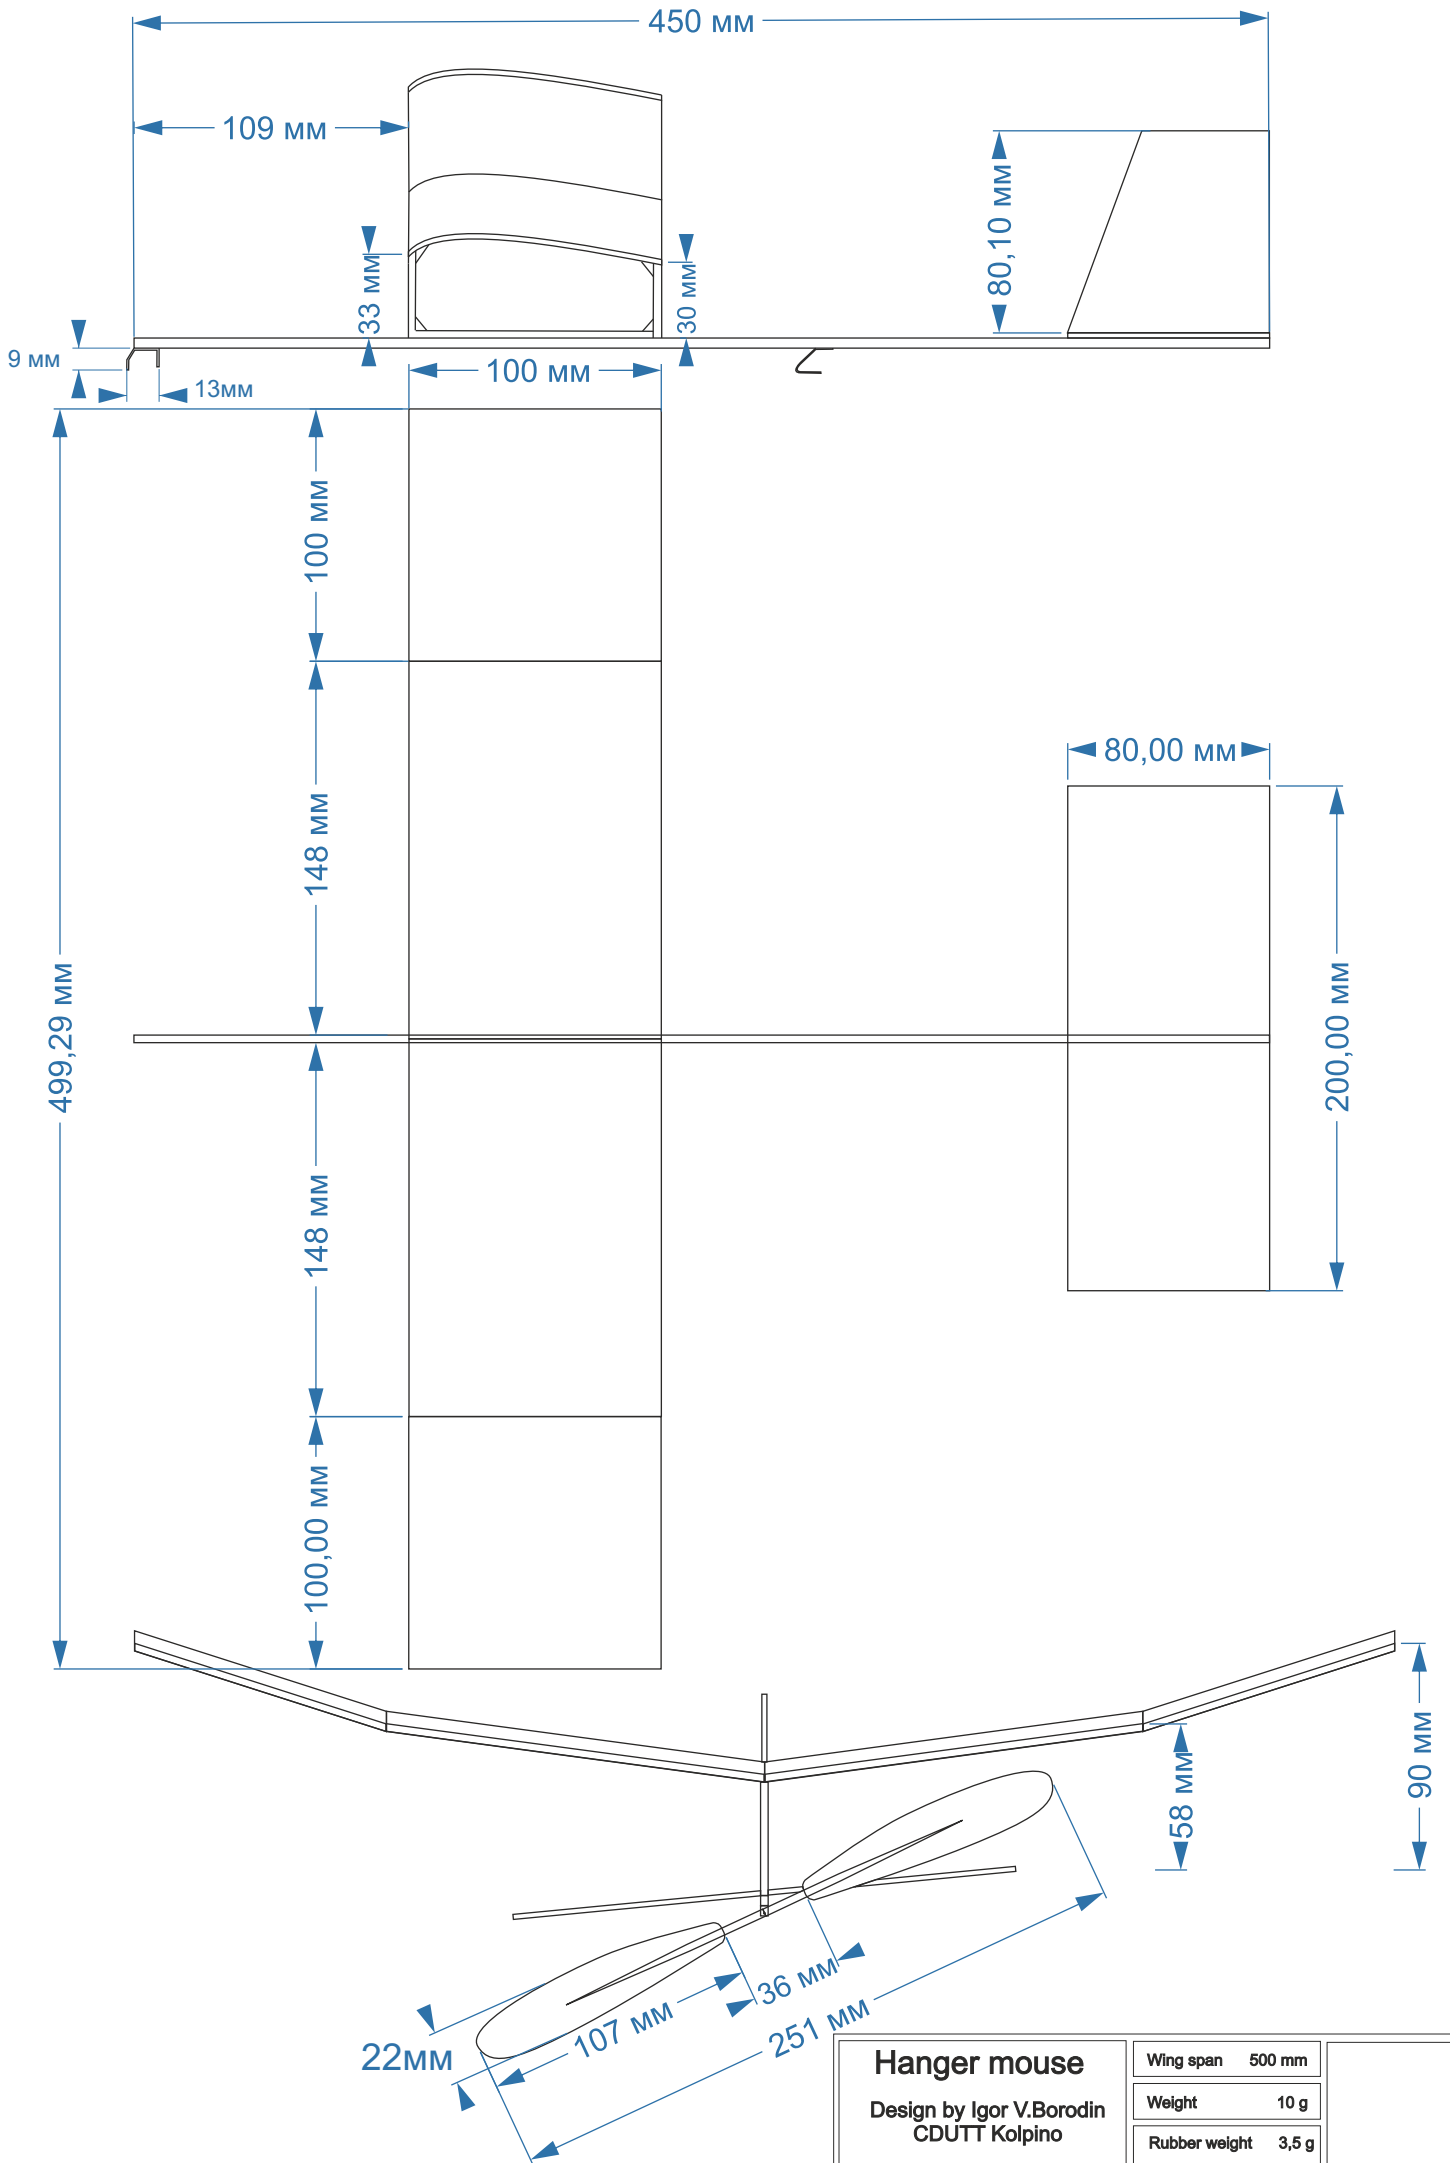 450 мм
109 мм
80,10 мм
33 мм
30 мм
9 мм
13мм
100 мм
100 мм
148 мм
80,00 мм
499,29 мм
200,00 мм
148 мм
100,00 мм
90 мм
58 мм
36 мм
107 мм
251 мм
22мм
Hanger mouse
Design by Igor V.Borodin
CDUTT Kolpino
Wing span 500 mm
Weight 10 g
Rubber weight 3,5 g